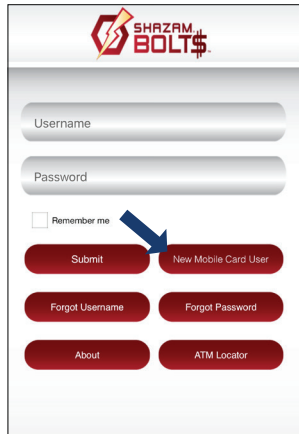 SHAZAM
BOLT$
Username
Password
Remember me
Submit
New Mobile Card User
Forgot Username
Forgot Password
About
ATM Locator